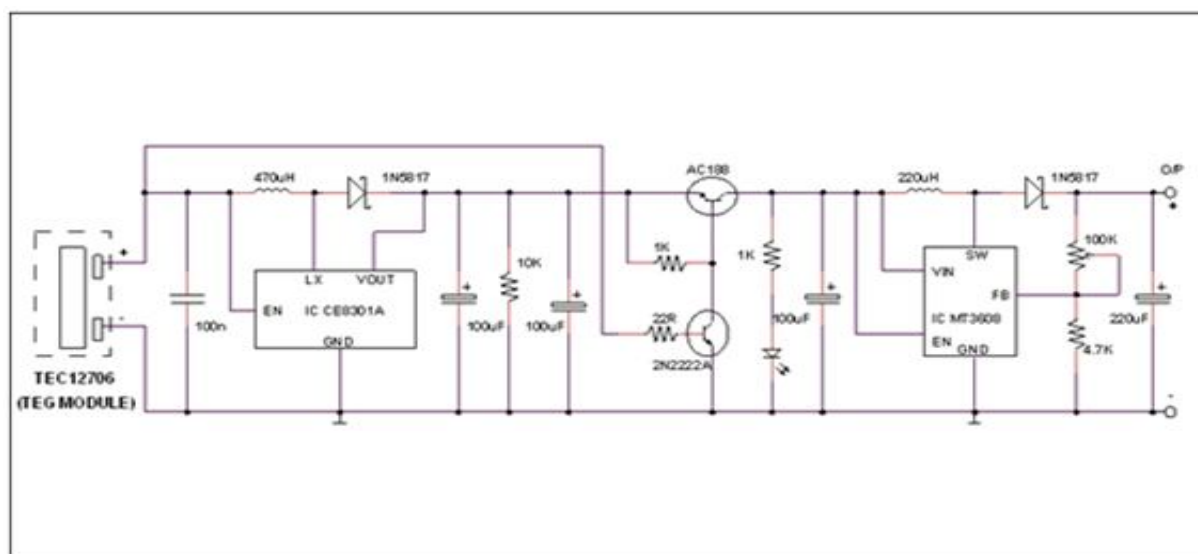 AC188
O/P
470uH
1N5817
220uH
1N5817
+
+
1K
10K
1K
100K
LX
VOUT
SW
VIN
FB
+
+
+
+
EN
IC CE8301A
22R
IC MT3608
100n
100uF
100uF
100uF
220uF
-
GND
EN
4.7K
2N2222A
GND
TEC12706
(TEG MODULE)
-